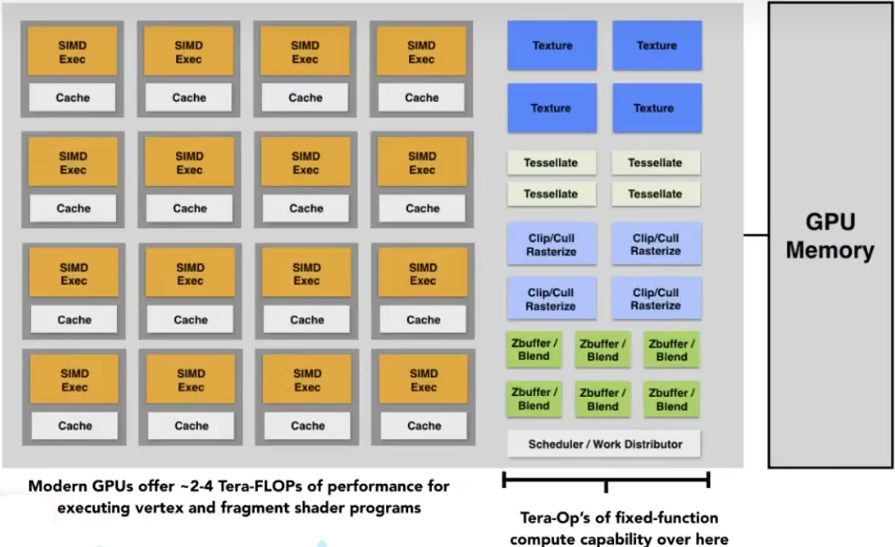 SIMD
Exec
Cache
SIMD
Exec
Cache
SIMD
Exec
Cache
SIMD
Exec
Cache
SIMD
Exec
Cache
SIMD
Exec
Cache
SIMD
Exec
Cache
SIMD
Exec
Cache
SIMD
Exec
Cache
SIMD
Exec
Cache
SIMD
Exec
Cache
SIMD
Exec
Cache
SIMD
Exec
Cache
SIMD
Exec
Cache
SIMD
Exec
Cache
SIMD
Exec
Cache
Texture
Texture
Texture
Texture
Tessellate
Tessellate
Tessellate
Tessellate
Clip/Cull
Rasterize
Clip/Cull
Rasterize
Clip/Cull
Rasterize
Clip/Cull
Rasterize
Zbuffer /
Blend
Zbuffer /
Blend
Zbuffer /
Blend
Zbuffer /
Blend
Zbuffer /
Blend
Zbuffer /
Blend
Scheduler / Work Distributor
GPU
Memory
Modern GPUs offer ~2-4 Tera-FLOPs of performance for
executing vertex and fragment shader programs
Tera-Op's of fixed-function
compute capability over here